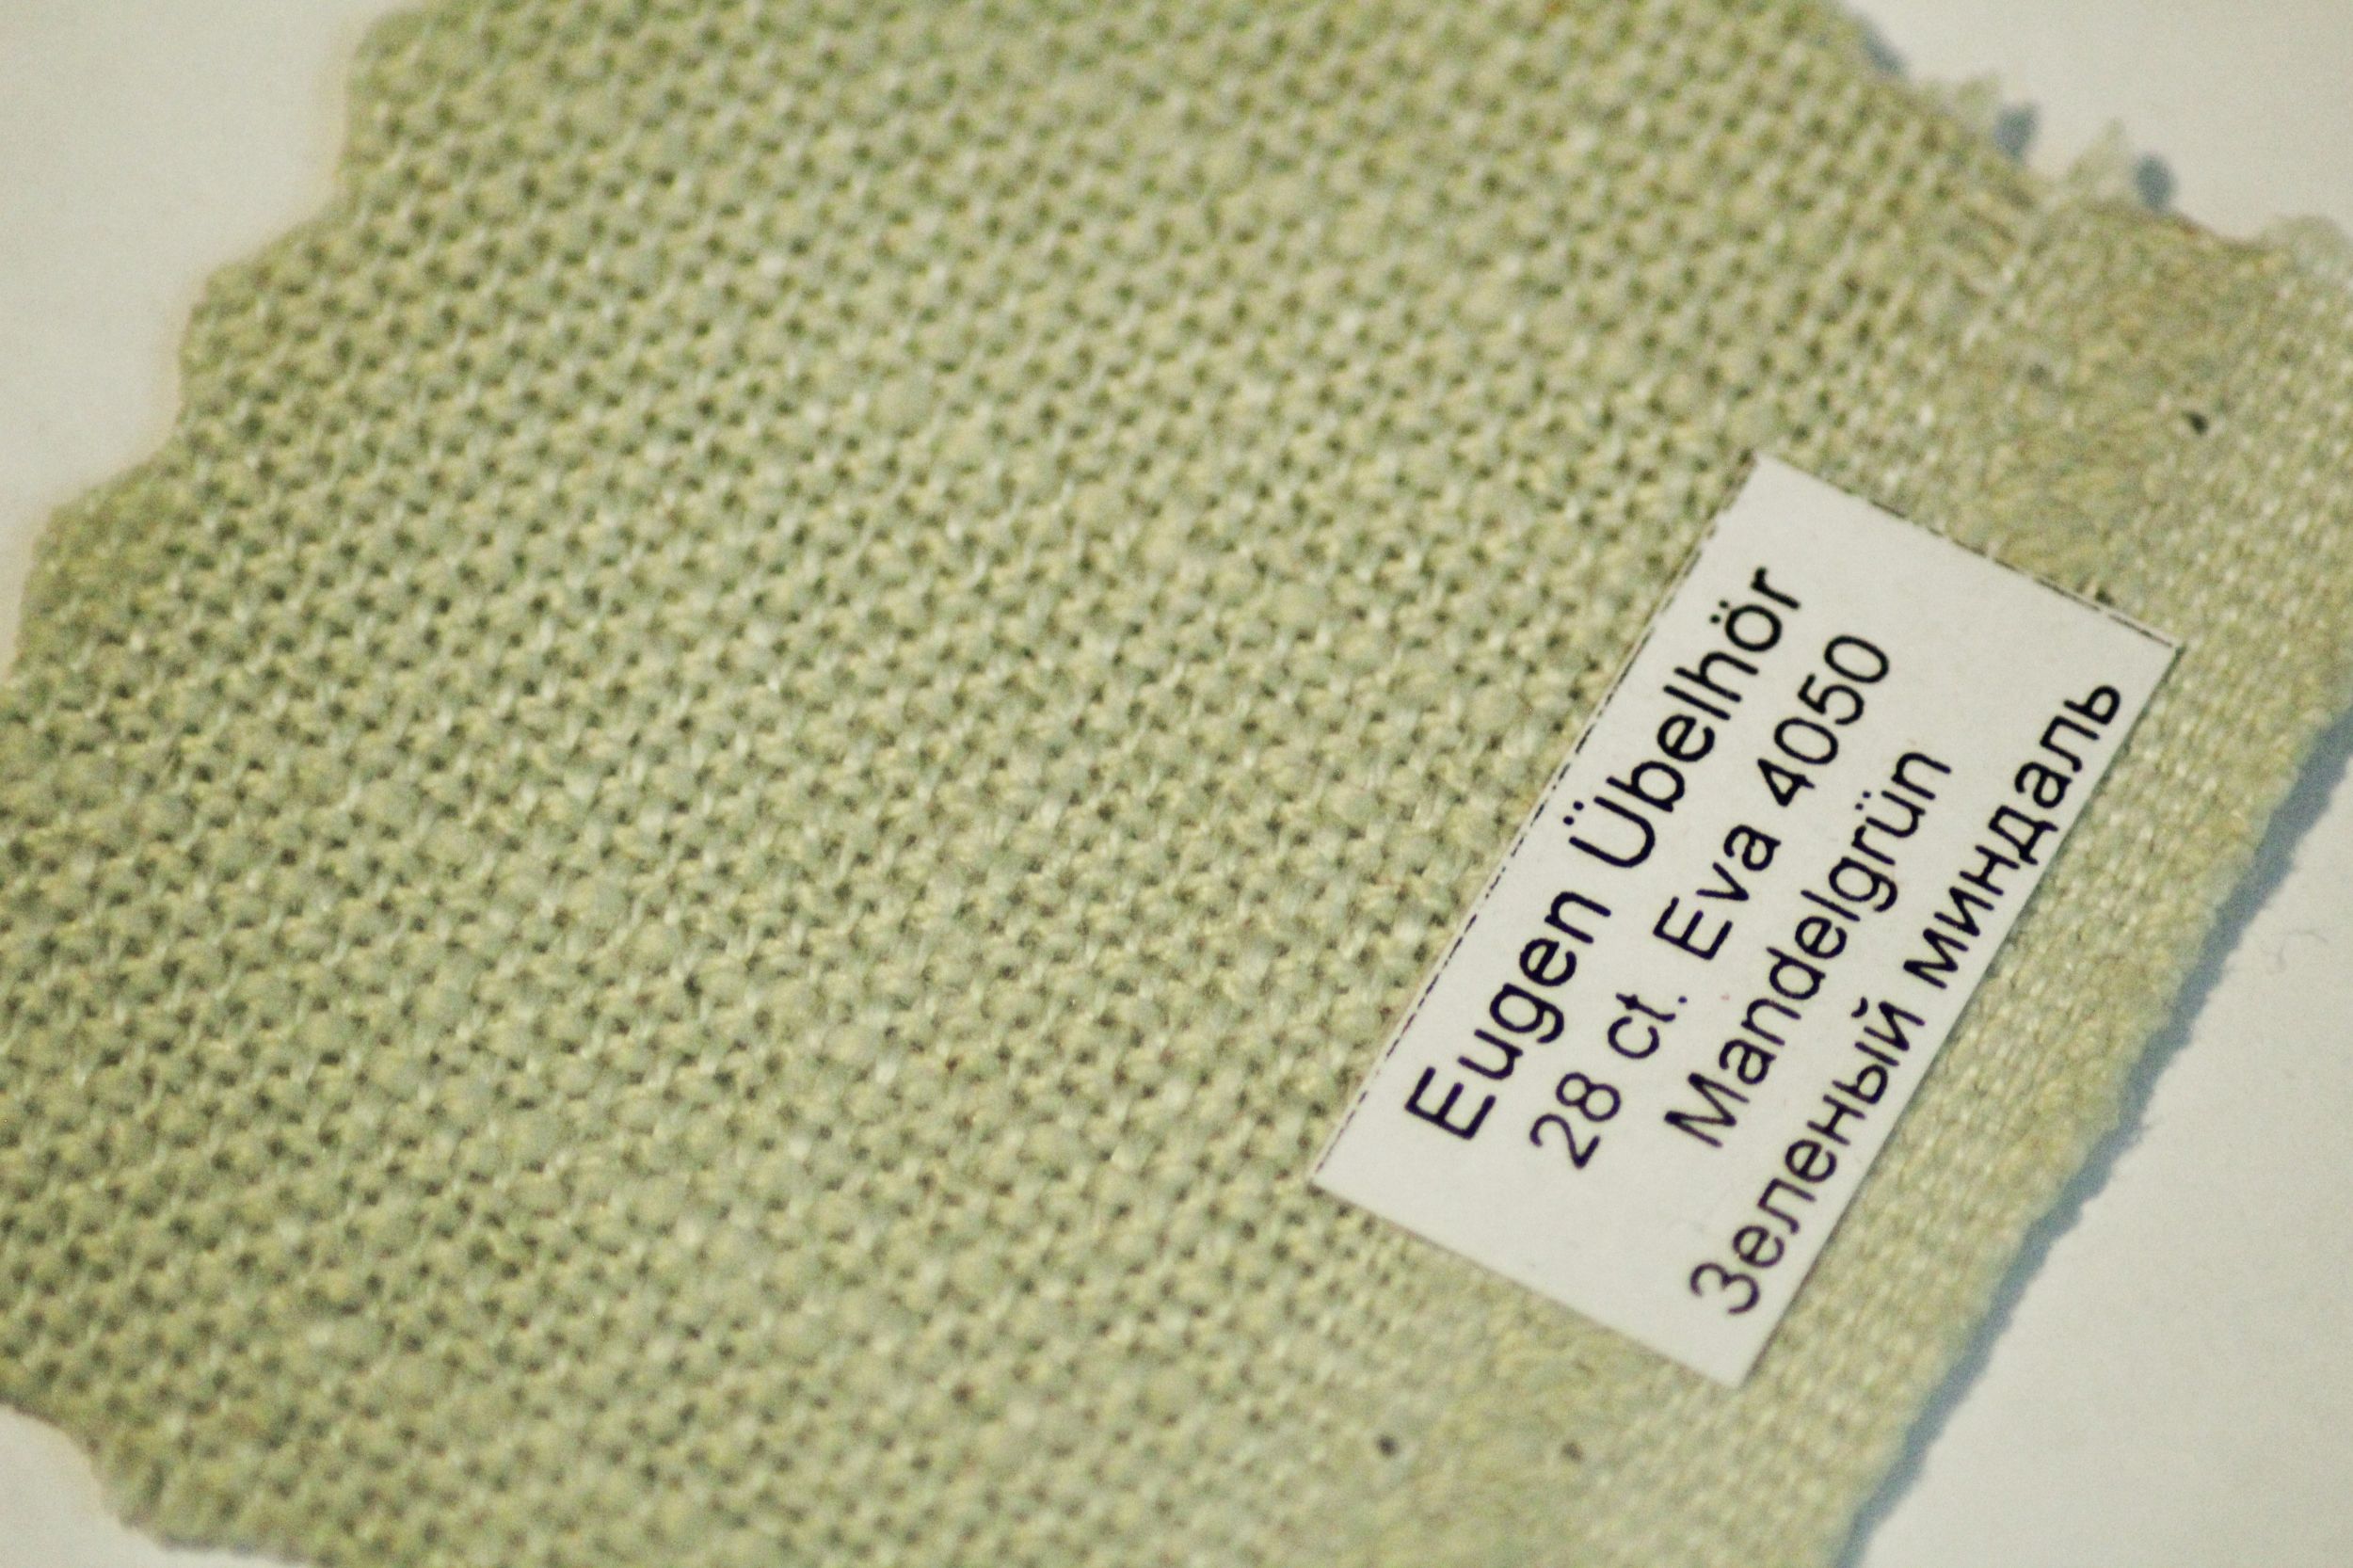 Eugen Übelhör
28 ct. Eva 4050
Mandelgrün
Зеленый миндаль